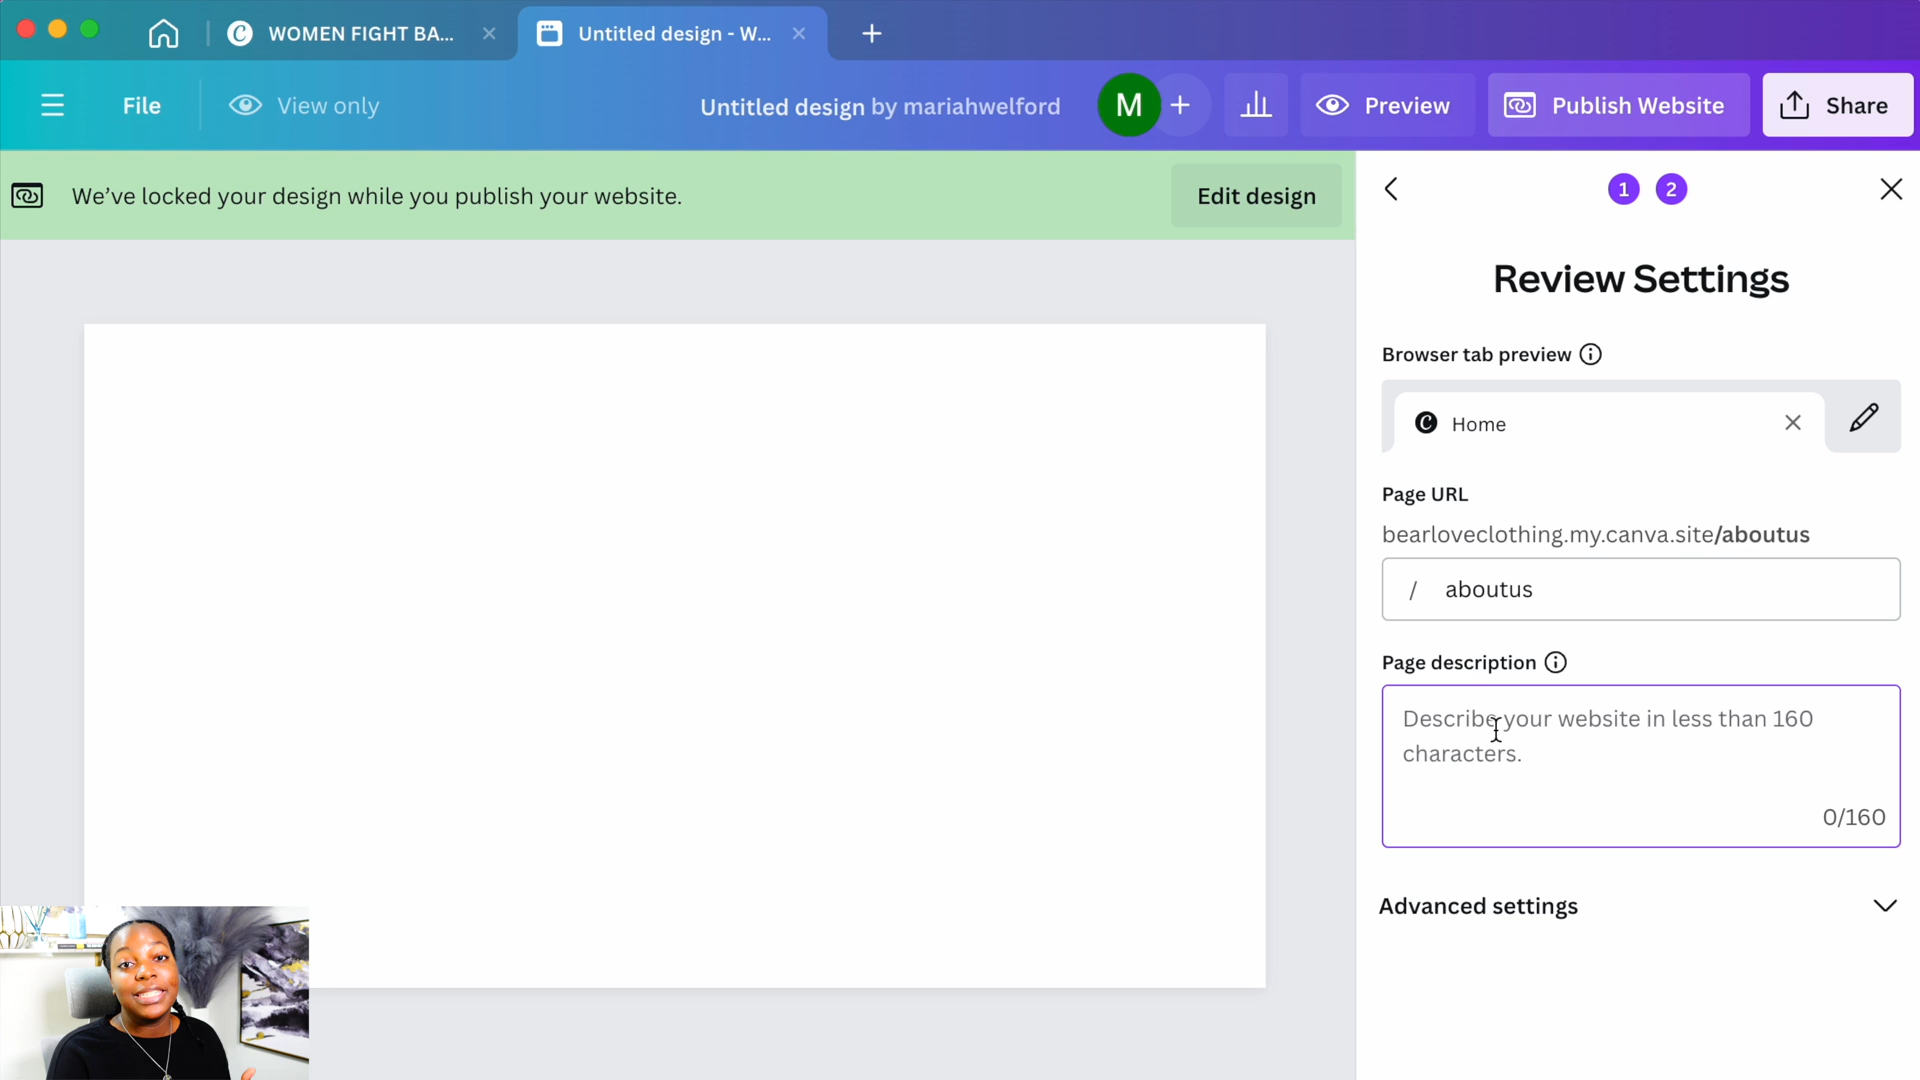 WOMEN FIGHT BA...
Untitled design - W...
File
View only
Untitled design by mariahwelford
M
Preview
Publish Website
Share
We’ve locked your design while you publish your website.
Edit design
1 2
Review Settings
Browser tab preview
Home
Page URL
bearloveclothing.my.canva.site/aboutus
/ aboutus
Page description
Describe your website in less than 160
characters.
0/160
Advanced settings